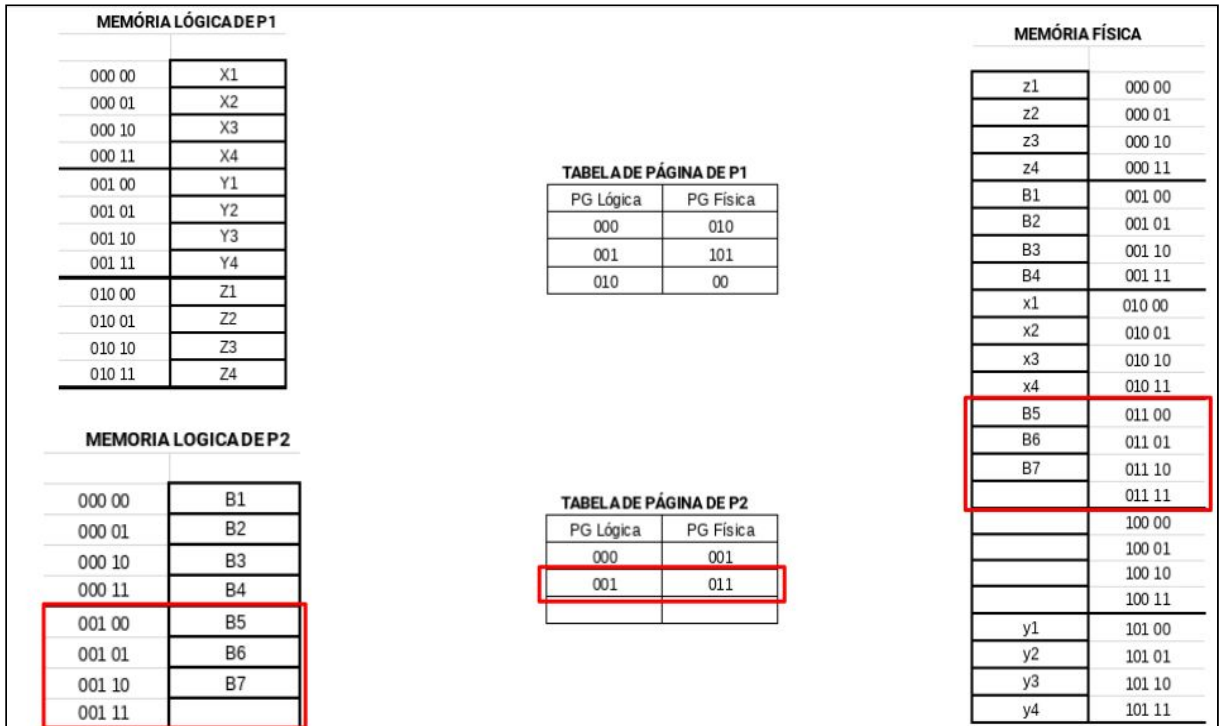 MEMÓRIA LÓGICA DE P1
000 00 X1
000 01 X2
000 10 X3
000 11 X4
001 00 Y1
001 01 Y2
001 10 Y3
001 11 Y4
010 00 Z1
010 01 Z2
010 10 Z3
010 11 Z4
MEMORIA LOGICA DE P2
000 00 B1
000 01 B2
000 10 B3
000 11 B4
001 00 B5
001 01 B6
001 10 B7
001 11
TABELA DE PÁGINA DE P1
PG Lógica PG Física
000 010
001 101
010 00
TABELA DE PÁGINA DE P2
PG Lógica PG Física
000 001
001 011
MEMÓRIA FÍSICA
z1 000 00
z2 000 01
z3 000 10
z4 000 11
B1 001 00
B2 001 01
B3 001 10
B4 001 11
x1 010 00
x2 010 01
x3 010 10
x4 010 11
B5 011 00
B6 011 01
B7 011 10
011 11
100 00
100 01
100 10
100 11
y1 101 00
y2 101 01
y3 101 10
y4 101 11